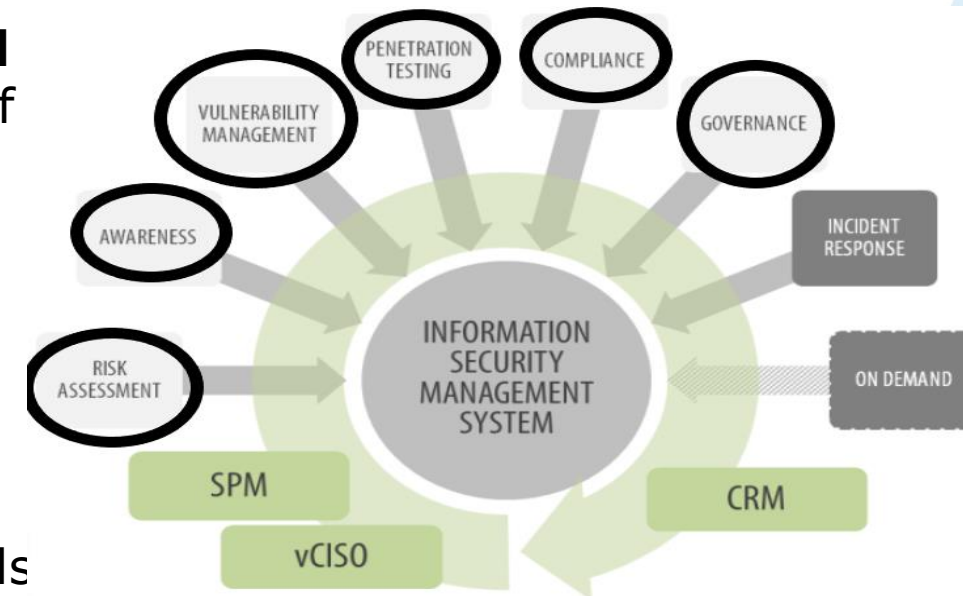 PENETRATION
TESTING
COMPLIANCE
VULNERABILITY
MANAGEMENT
GOVERNANCE
AWARENESS
INCIDENT
RESPONSE
RISK
ASSESSMENT
INFORMATION
SECURITY
MANAGEMENT
SYSTEM
ON DEMAND
SPM
CRM
vCISO